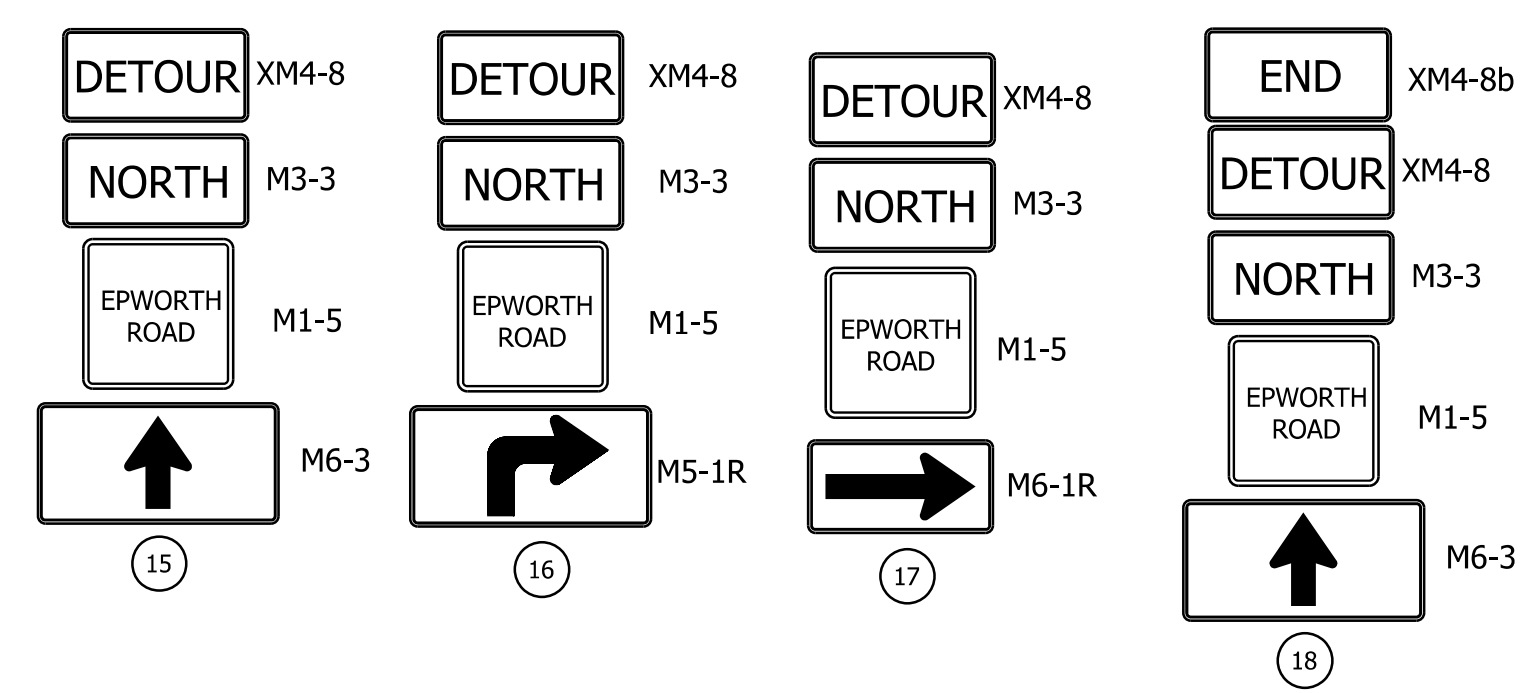 DETOUR XM4-8
NORTH M3-3
EPWORTH
ROAD
M1-5
M6-3
15
DETOUR XM4-8
NORTH M3-3
EPWORTH
ROAD
M1-5
M5-1R
16
DETOUR XM4-8
NORTH M3-3
EPWORTH
ROAD
M1-5
M6-1R
17
END XM4-8b
DETOUR XM4-8
NORTH M3-3
EPWORTH
ROAD
M1-5
M6-3
18